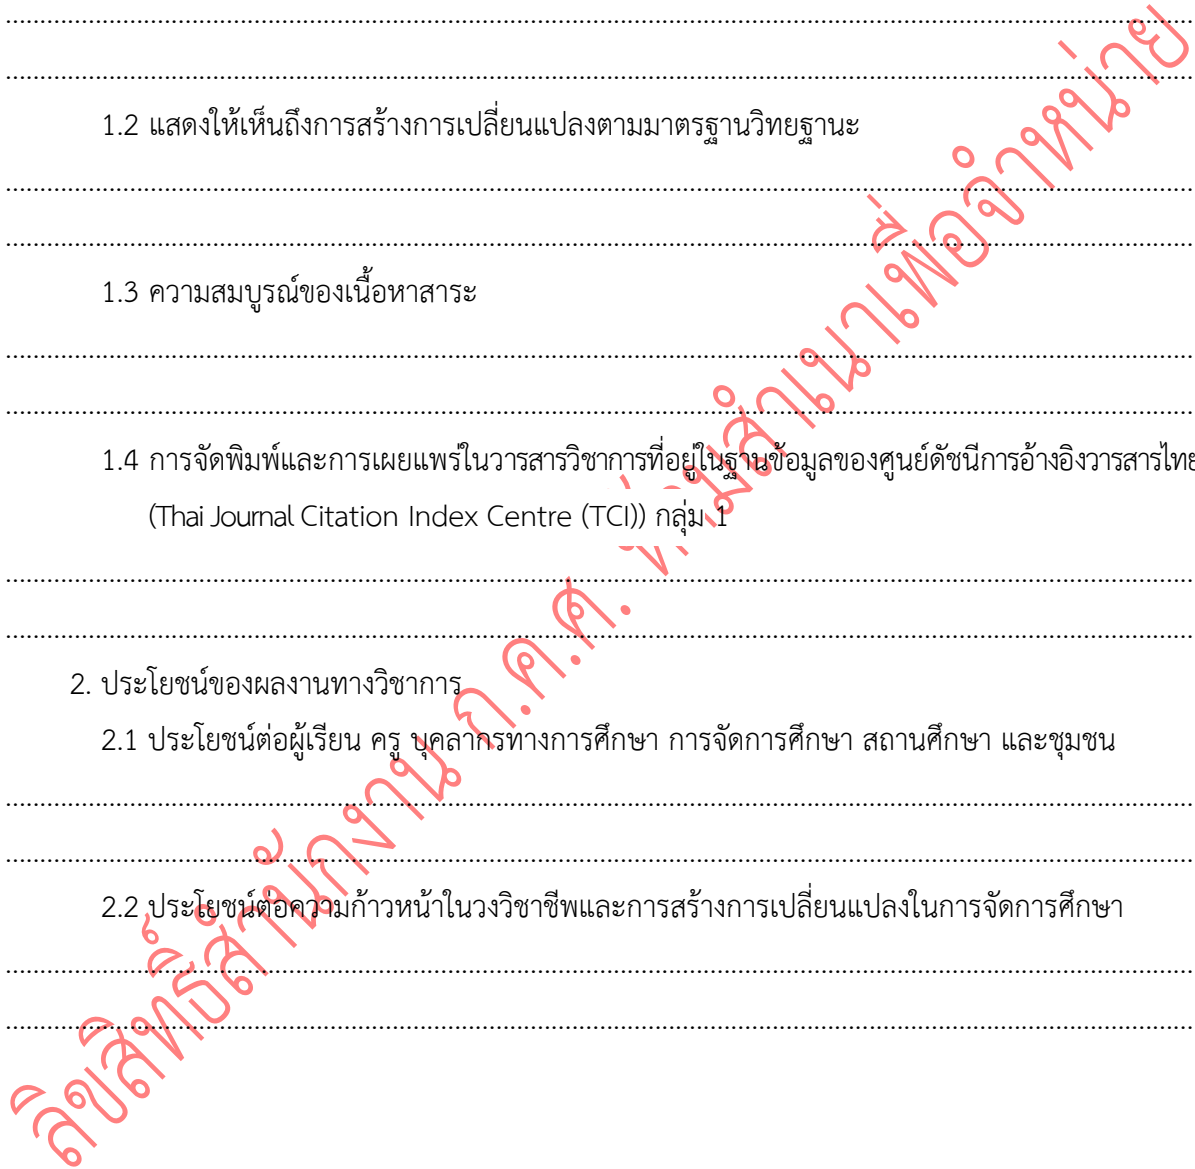 1.2 แสดงให้เห็นถึงการสร้างการเปลี่ยนแปลงตามมาตรฐานวิทยฐานะ
1.3 ความสมบูรณ์ของเนื้อหาสาระ
1.4 การจัดพิมพ์และการเผยแพร่ในวารสารวิชาการที่อยู่ในฐานข้อมูลของศูนย์ดัชนีการอ้างอิงวารสารไทย
(Thai Journal Citation Index Centre (TCI)) กลุ่ม 1
2. ประโยชน์ของผลงานทางวิชาการ
2.1 ประโยชน์ต่อผู้เรียน ครู บุคลากรทางการศึกษา การจัดการศึกษา สถานศึกษา และชุมชน
2.2 ประโยชน์ต่อความก้าวหน้าในวงวิชาชีพและการสร้างการเปลี่ยนแปลงในการจัดการศึกษา
ลิขสิทธิ์สำนักงาน ก.ค.ศ. ห้ามสำเนาเพื่อจำหน่าย